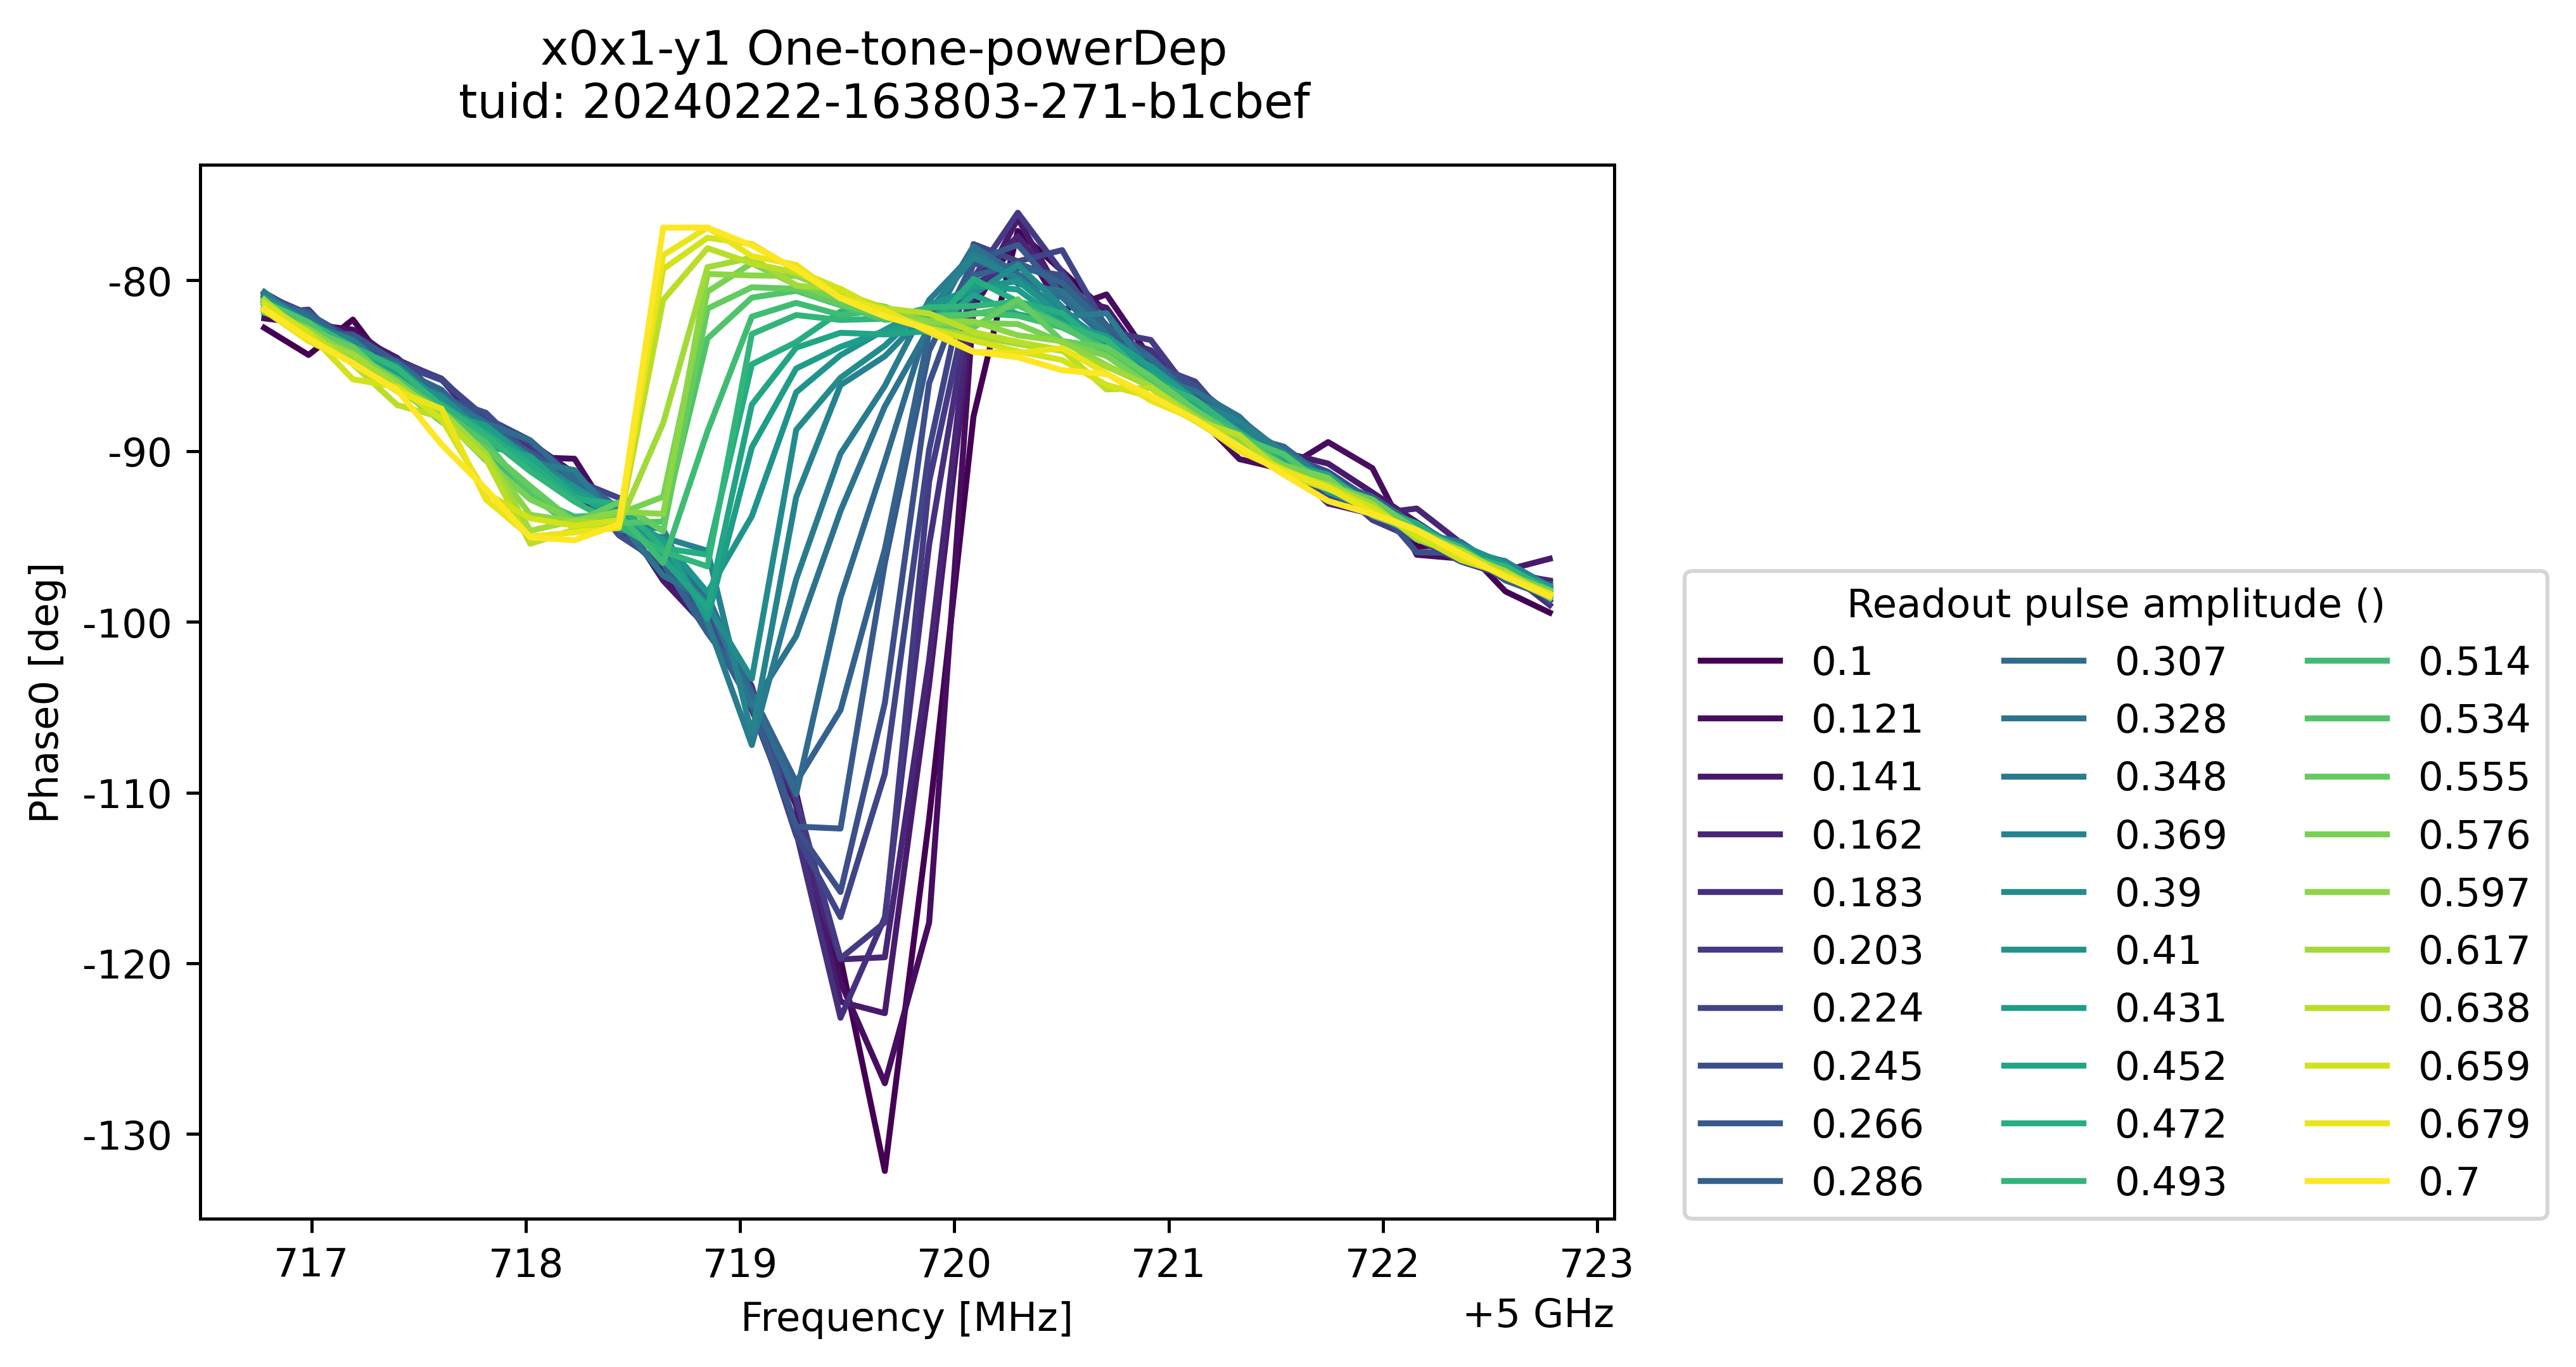 x0x1-y1 One-tone-powerDep
tuid: 20240222-163803-271-b1cbef
Phase0 [deg]
-80
-90
-100
-110
-120
-130
717 718 719 720 721 722 723
Frequency [MHz]
+5 GHz
Readout pulse amplitude ()
0.1 0.307 0.514
0.121 0.328 0.534
0.141 0.348 0.555
0.162 0.369 0.576
0.183 0.39 0.597
0.203 0.41 0.617
0.224 0.431 0.638
0.245 0.452 0.659
0.266 0.472 0.679
0.286 0.493 0.7